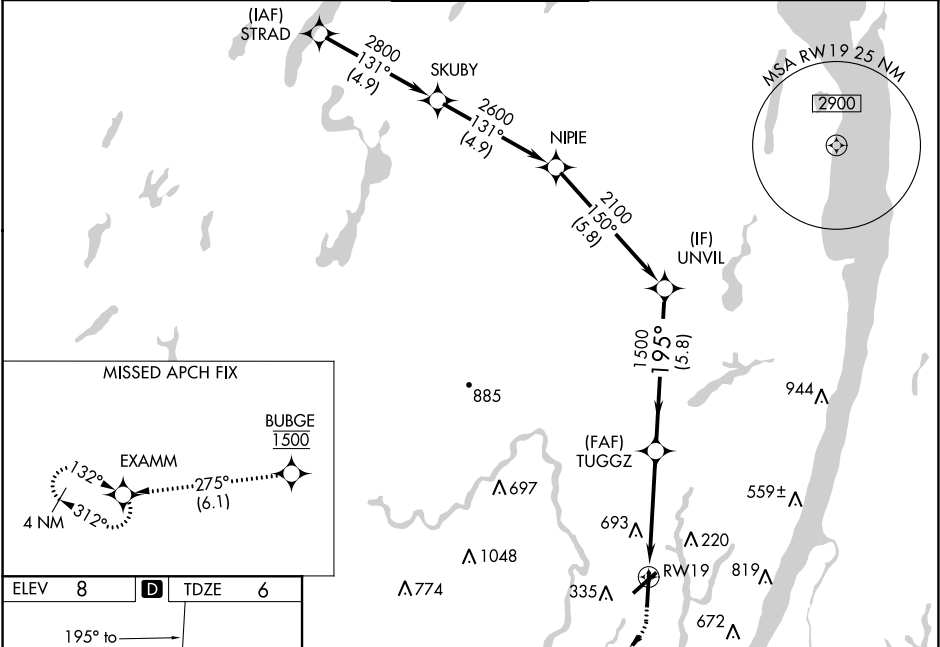 (IAF)
STRAD
2800
131°
(4.9)
SKUBY
2600
131°
(4.9)
NIPIE
2100
150°
(5.8)
(IF)
UNVIL
MSA RW19 25 NM
2900
1500
195°
(5.8)
885
944
(FAF)
TUGGZ
MISSED APCH FIX
BUBGE
1500
EXAMM
132°
275°
(6.1)
312°
4 NM
697
559±
693
220
1048
RW19
819
774
335
672
ELEV 8
D
TDZE 6
195° to